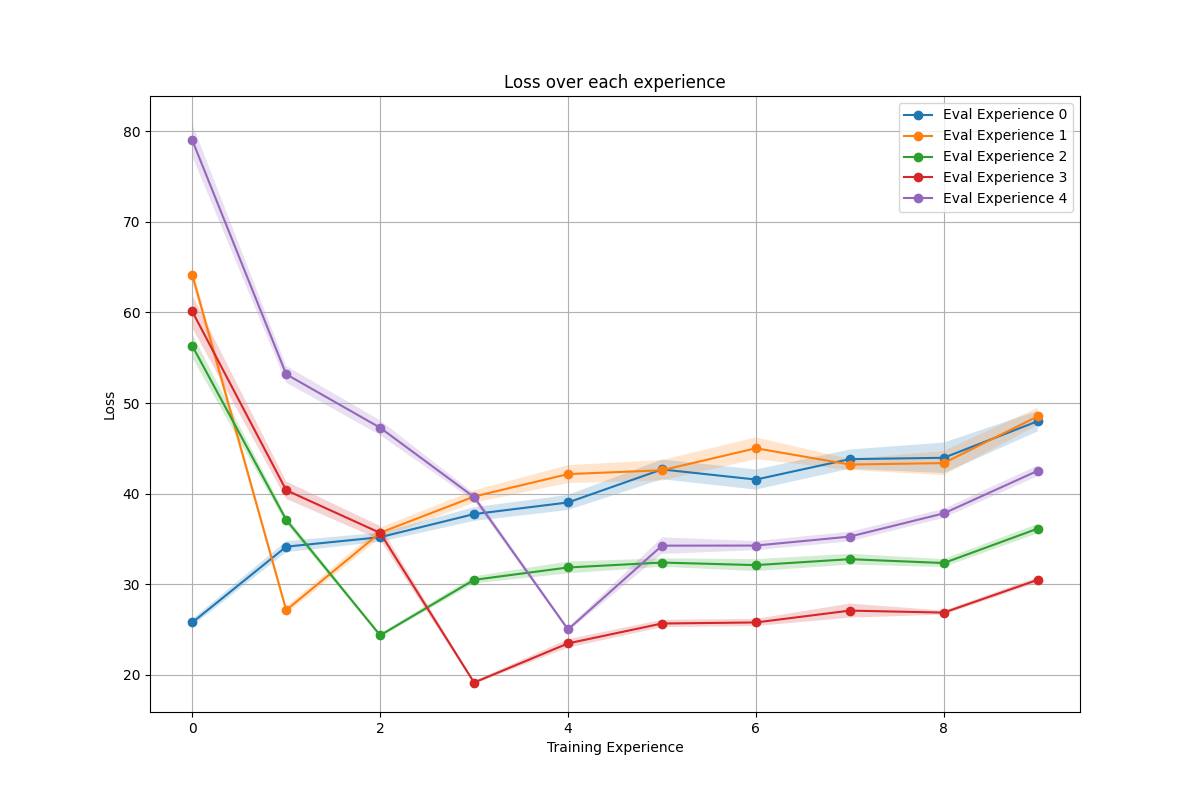 Loss over each experience
Eval Experience 0
Eval Experience 1
Eval Experience 2
Eval Experience 3
Eval Experience 4
80
70
60
50
40
30
20
Loss
0 2 4 6 8
Training Experience